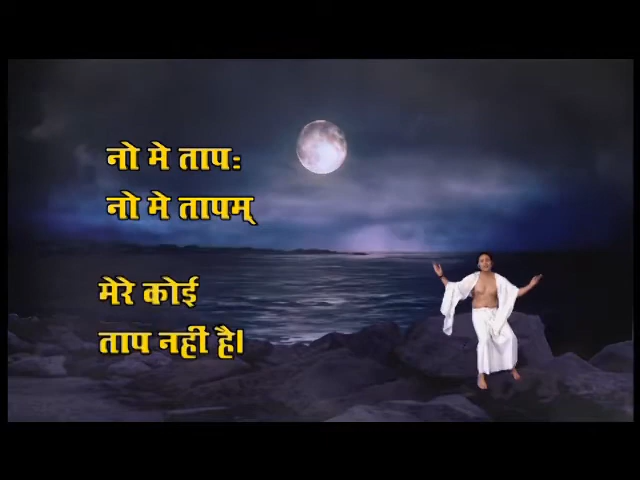 नो मे तापः
नो मे तापम्
मेरे कोई
ताप नहीं है।